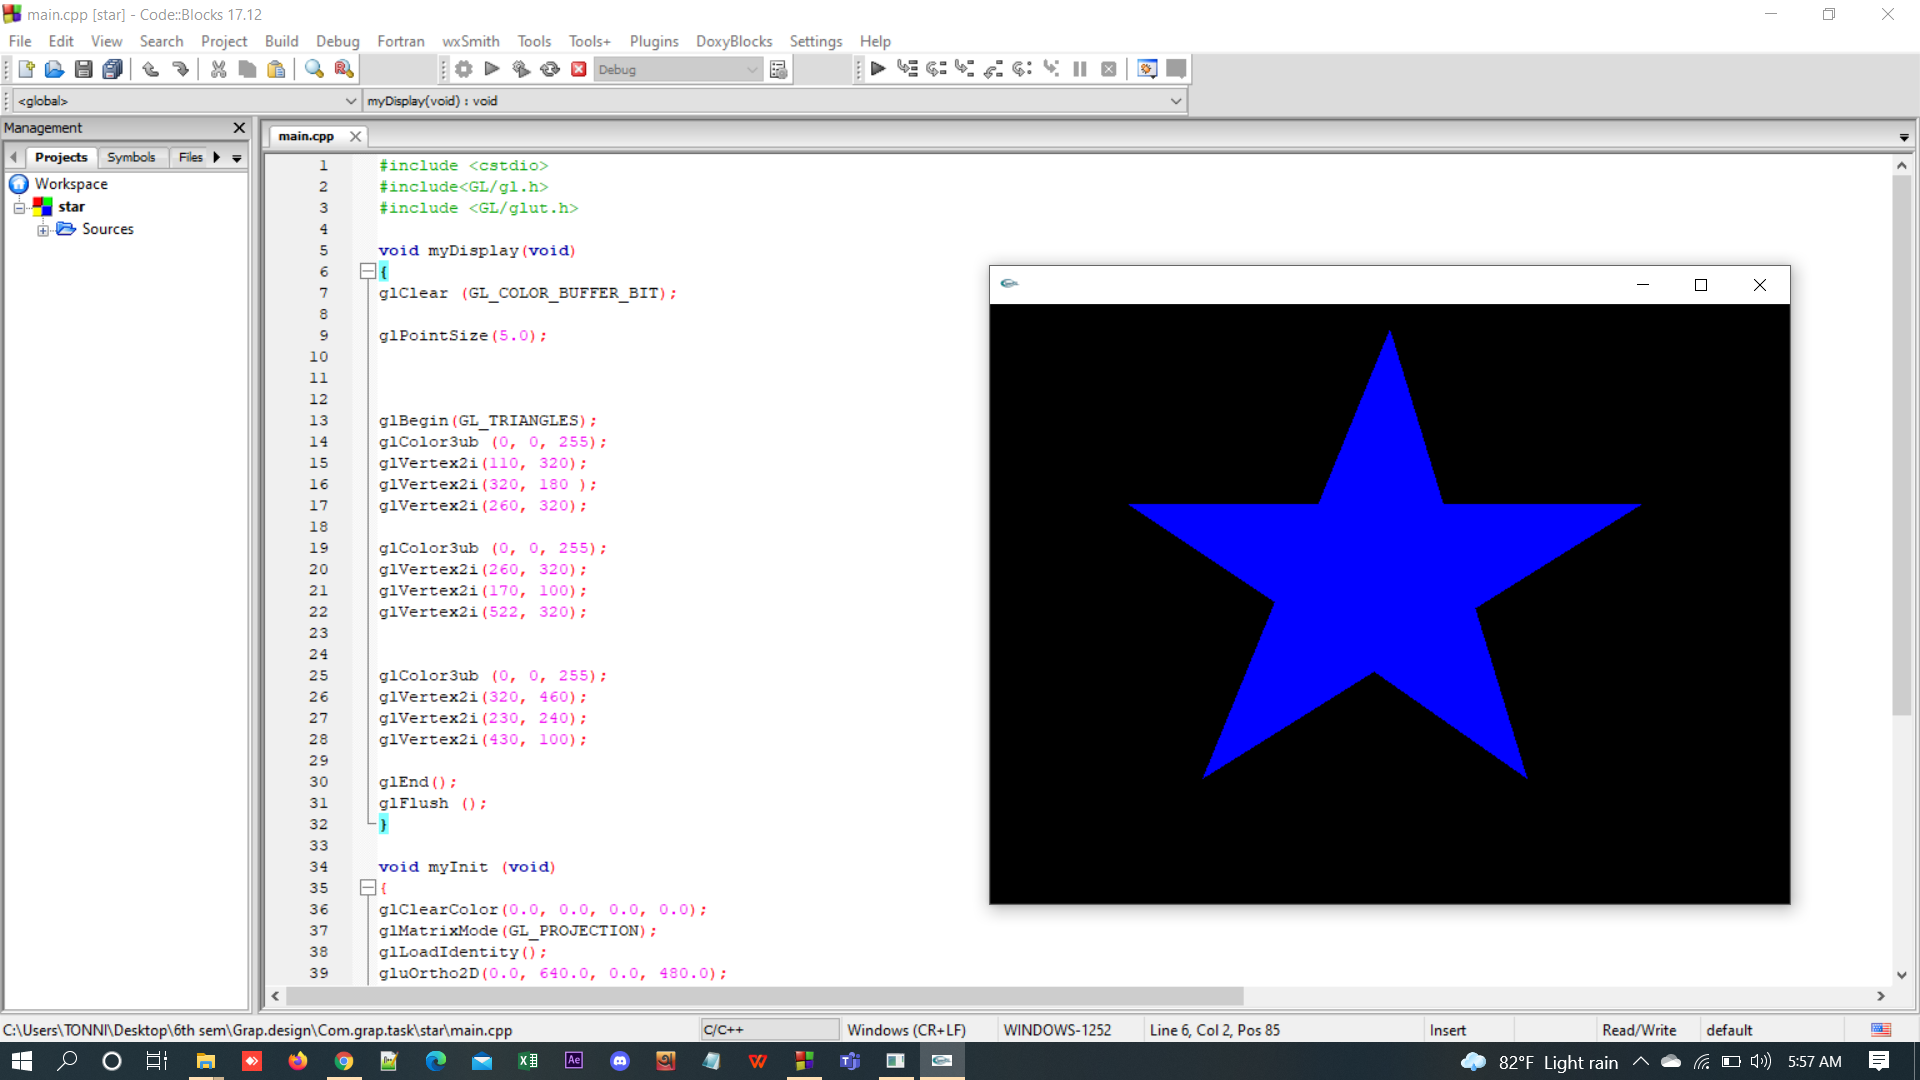 main.cpp [star] - Code::Blocks 17.12
File Edit View Search Project Build Debug Fortran wxSmith Tools Tools+ Plugins DoxyBlocks Settings Help
Debug
<global> myDisplay(void) : void
Management
main.cpp
Projects Symbols Files
Workspace
star
Sources
1 #include <cstdio>
2 #include<GL/gl.h>
3 #include <GL/glut.h>
4
5 void myDisplay(void)
6 {
7 glClear (GL_COLOR_BUFFER_BIT);
8
9 glPointSize(5.0);
10
11
12
13 glBegin(GL_TRIANGLES);
14 glColor3ub (0, 0, 255);
15 glVertex2i(110, 320);
16 glVertex2i(320, 180 );
17 glVertex2i(260, 320);
18
19 glColor3ub (0, 0, 255);
20 glVertex2i(260, 320);
21 glVertex2i(170, 100);
22 glVertex2i(522, 320);
23
24
25 glColor3ub (0, 0, 255);
26 glVertex2i(320, 460);
27 glVertex2i(230, 240);
28 glVertex2i(430, 100);
29
30 glEnd();
31 glFlush ();
32 }
33
34 void myInit (void)
35 {
36 glClearColor(0.0, 0.0, 0.0, 0.0);
37 glMatrixMode(GL_PROJECTION);
38 glLoadIdentity();
39 gluOrtho2D(0.0, 640.0, 0.0, 480.0);
C:\Users\TONNI\Desktop\6th sem\Grap.design\Com.grap.task\star\main.cpp C/C++ Windows (CR+LF) WINDOWS-1252 Line 6, Col 2, Pos 85 Insert Read/Write default
Ae
82°F Light rain 5:57 AM